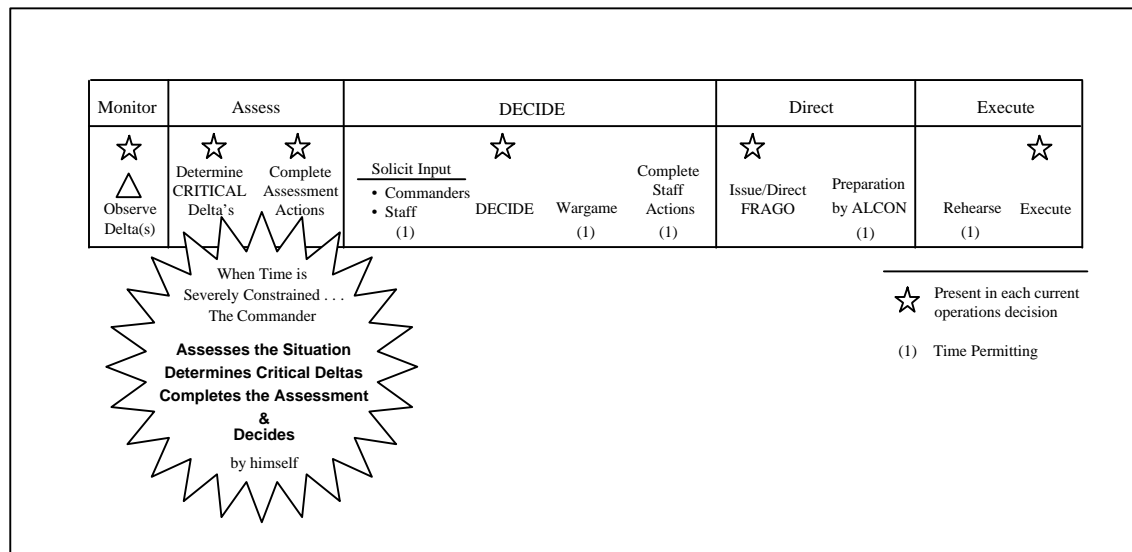 Monitor
Assess
DECIDE
Direct
Execute
Observe
Delta(s)
Determine
CRITICAL
Delta's
Complete
Assessment
Actions
Solicit Input
• Commanders
• Staff
(1)
DECIDE
Wargame
(1)
Complete
Staff
Actions
(1)
Issue/Direct
FRAGO
Preparation
by ALCON
(1)
Rehearse
(1)
Execute
When Time is
Severely Constrained . . .
The Commander
Assesses the Situation
Determines Critical Deltas
Completes the Assessment
&
Decides
by himself
Present in each current
operations decision
(1) Time Permitting